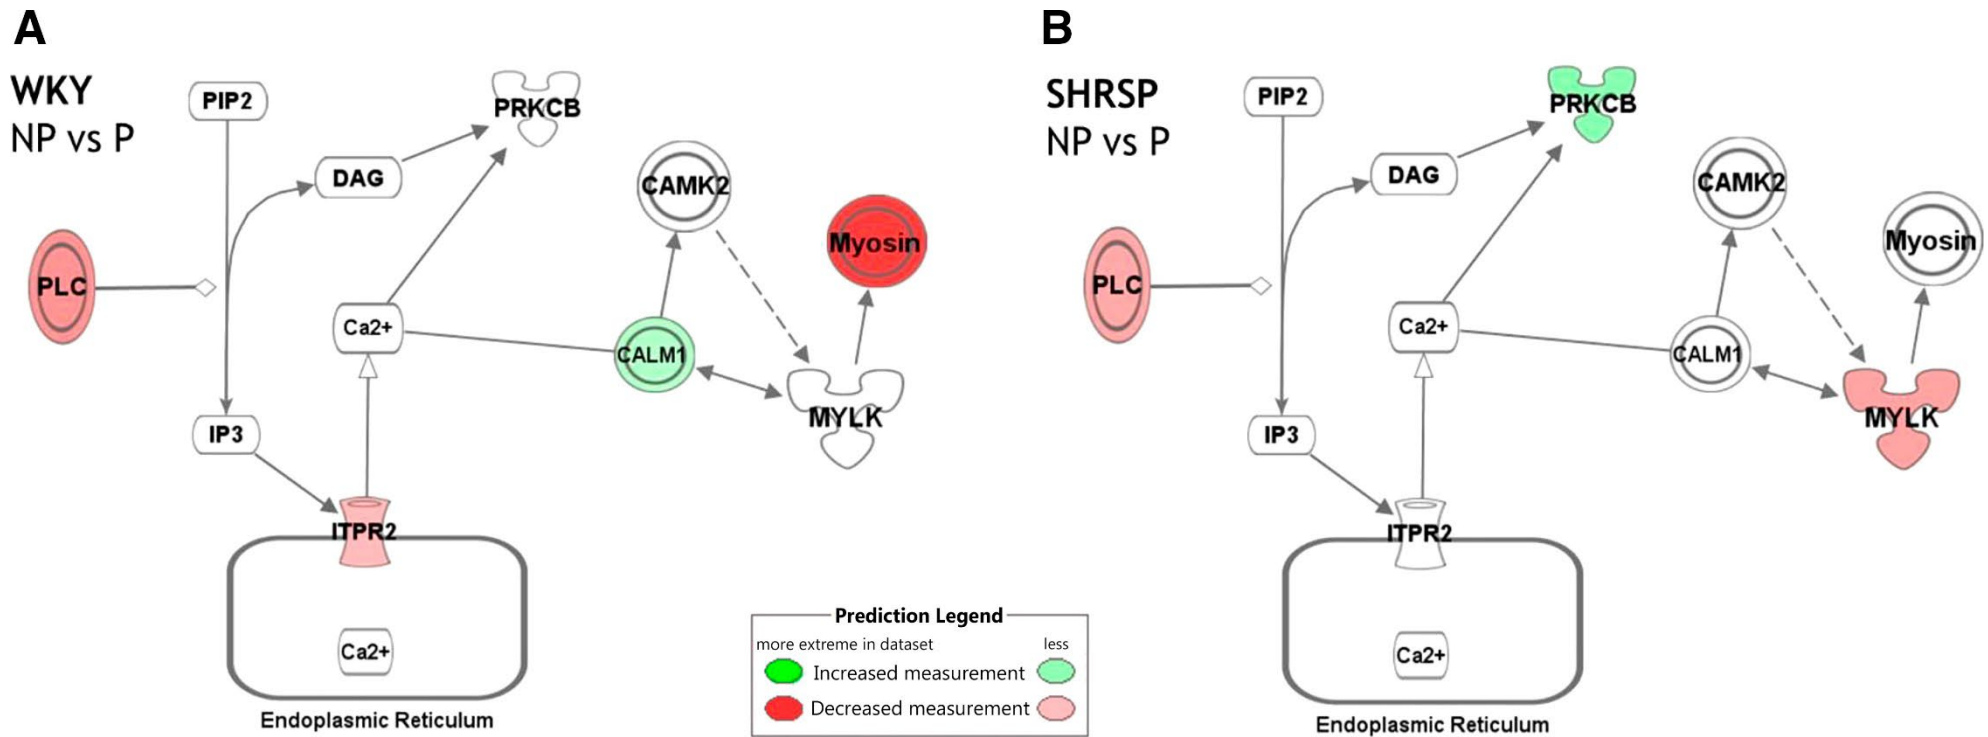 A
WKY
NP vs P
PIP2
PRKCB
DAG
CAMK2
Myosin
PLC
Ca2+
CALM1
MYLK
IP3
ITPR2
Ca2+
Endoplasmic Reticulum
B
SHRSP
NP vs P
PIP2
PRKCB
DAG
CAMK2
Myosin
PLC
Ca2+
CALM1
MYLK
IP3
ITPR2
Ca2+
Endoplasmic Reticulum
Prediction Legend
more extreme in dataset less
Increased measurement
Decreased measurement